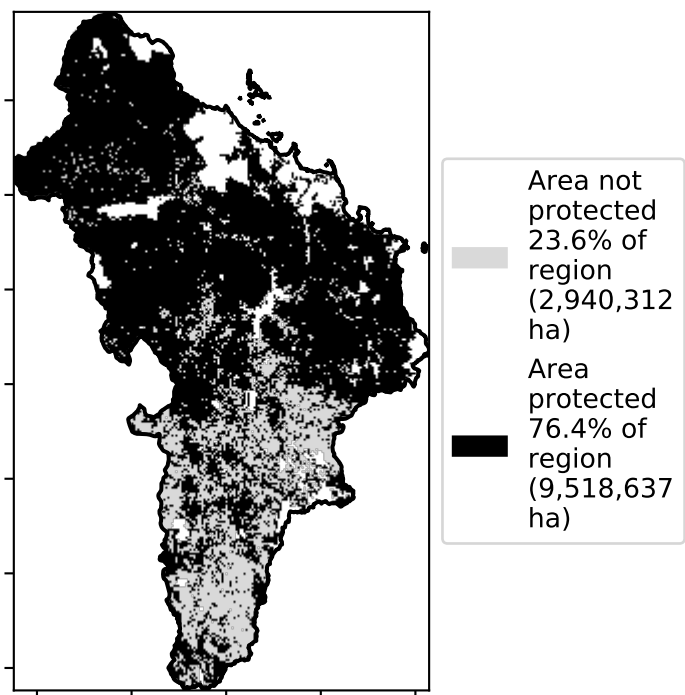 Area not
protected
23.6% of
region
(2,940,312
ha)
Area
protected
76.4% of
region
(9,518,637
ha)